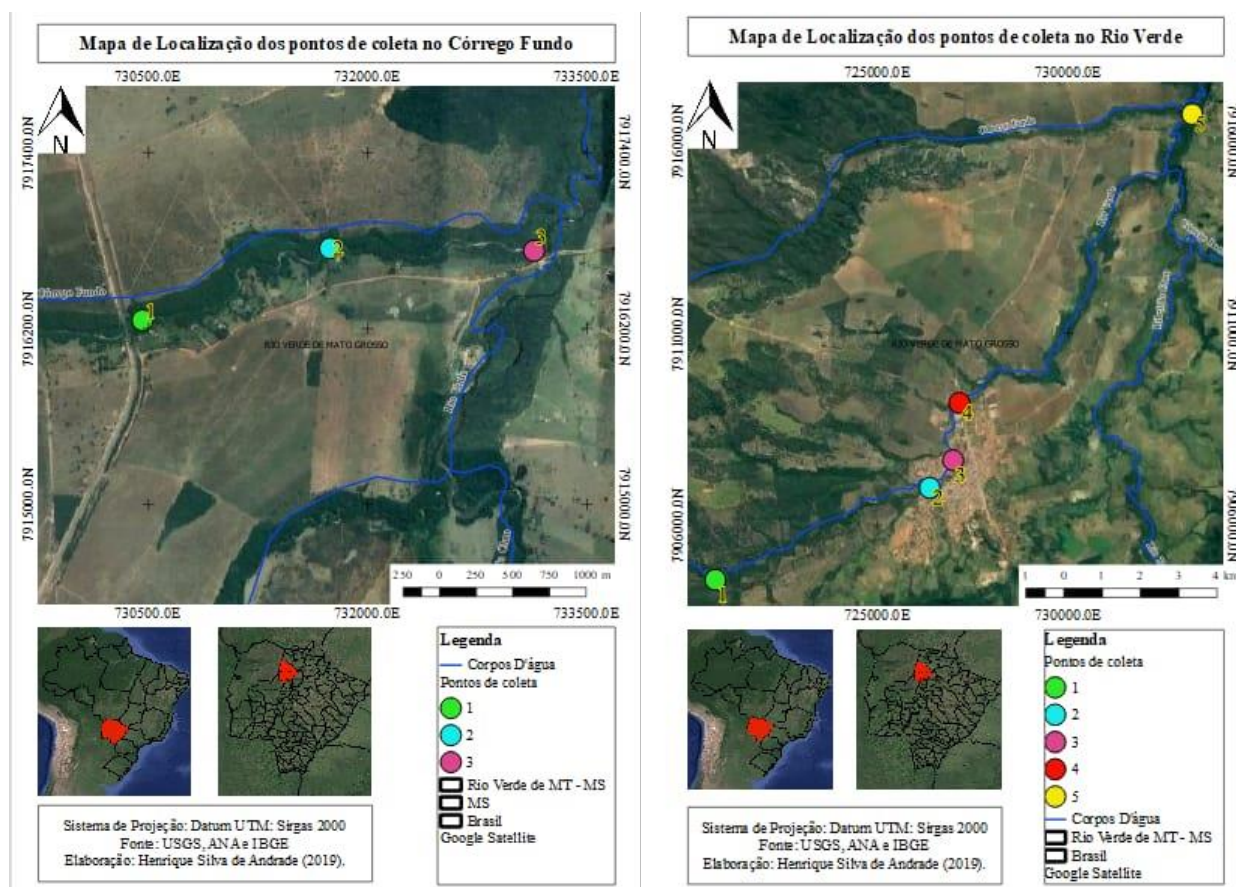 Mapa de Localização dos pontos de coleta no Córrego Fundo
730500.0E 732000.0E 733500.0E
N
7917400.0N 7917400.0N
2
3
Córrego Fundo
1
7916200.0N 7916200.0N
RIO VERDE DE MATO GROSSO
Rio Verde
7915000.0N 7915000.0N
250 0 250 500 750 1000 m
730500.0E 732000.0E 733500.0E
Legenda
Corpos D'água
Pontos de coleta
1
2
3
Rio Verde de MT - MS
MS
Brasil
Google Satellite
Sistema de Projeção: Datum UTM: Sirgas 2000
Fonte: USGS, ANA e IBGE
Elaboração: Henrique Silva de Andrade (2019).
Mapa de Localização dos pontos de coleta no Rio Verde
725000.0E 730000.0E
N
7916000.0N 7916000.0N
Córrego Fundo
5
Rio Verde
7911000.0N 7911000.0N
RIO VERDE DE MATO GROSSO
4
3
2
7906000.0N 7906000.0N
1
1 0 1 2 3 4 km
725000.0E 730000.0E
Legenda
Pontos de coleta
1
2
3
4
5
Corpos D'água
Rio Verde de MT - MS
Brasil
Google Satellite
Sistema de Projeção: Datum UTM: Sirgas 2000
Fonte: USGS, ANA e IBGE
Elaboração: Henrique Silva de Andrade (2019).